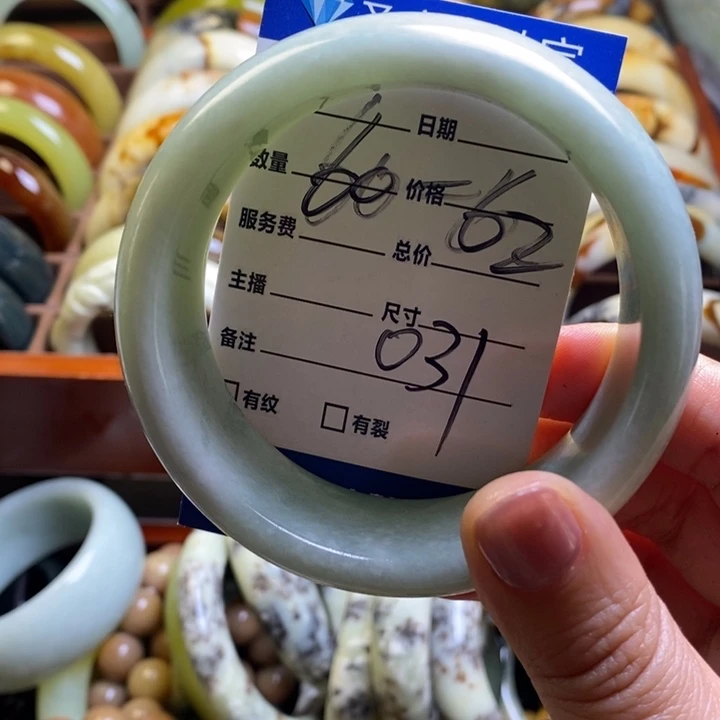 日期
数量 60-62 价格
服务费 总价
主播 尺寸
备注 031
有纹 有裂